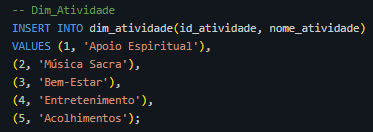 -- Dim_Atividade
INSERT INTO dim_atividade(id_atividade, nome_atividade)
VALUES (1, 'Apoio Espiritual'),
(2, 'Música Sacra'),
(3, 'Bem-Estar'),
(4, 'Entretenimento'),
(5, 'Acolhimentos');